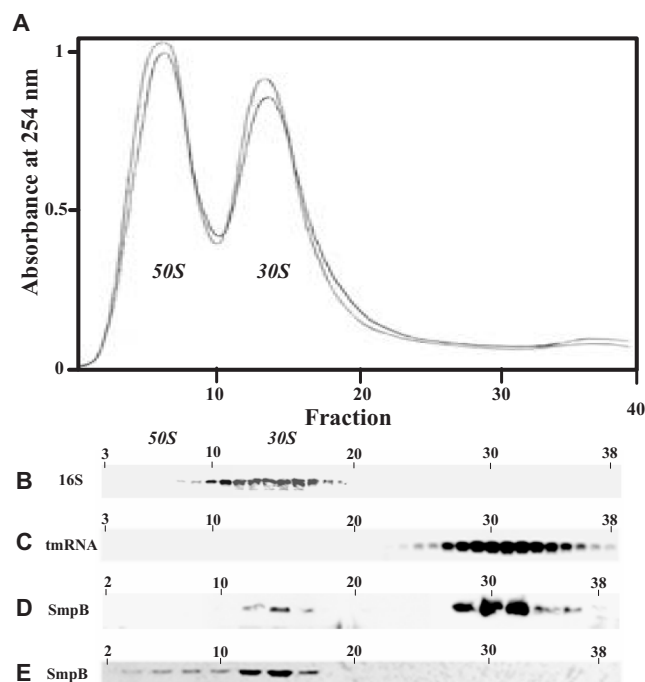 A
Absorbance at 254 nm
1
0.5
0
50S 30S
10 20 30 40
Fraction
50S 30S
3 10 20 30 38
B 16S
3 10 20 30 38
C tmRNA
2 10 20 30 38
D SmpB
2 10 20 30 38
E SmpB